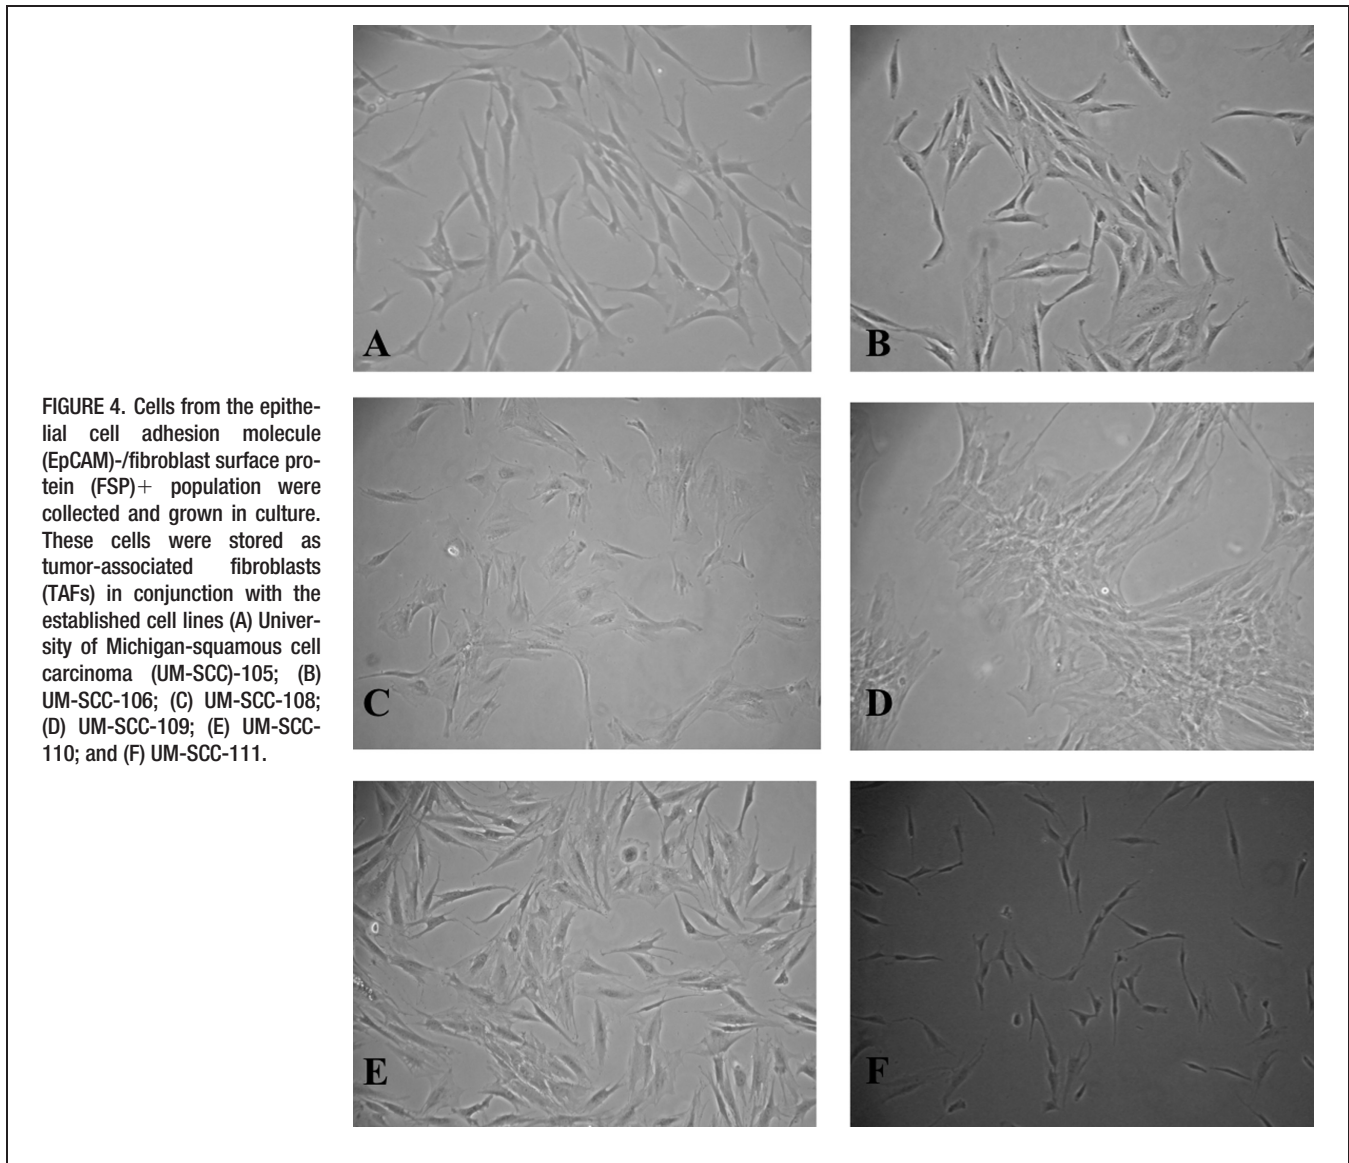 A
B
FIGURE 4. Cells from the epithe-
lial cell adhesion molecule
(EpCAM)-/fibroblast surface pro-
tein (FSP)+ population were
collected and grown in culture.
These cells were stored as
tumor-associated fibroblasts
(TAFs) in conjunction with the
established cell lines (A) Univer-
sity of Michigan-squamous cell
carcinoma (UM-SCC)-105; (B)
UM-SCC-106; (C) UM-SCC-108;
(D) UM-SCC-109; (E) UM-SCC-
110; and (F) UM-SCC-111.
C
D
E
F